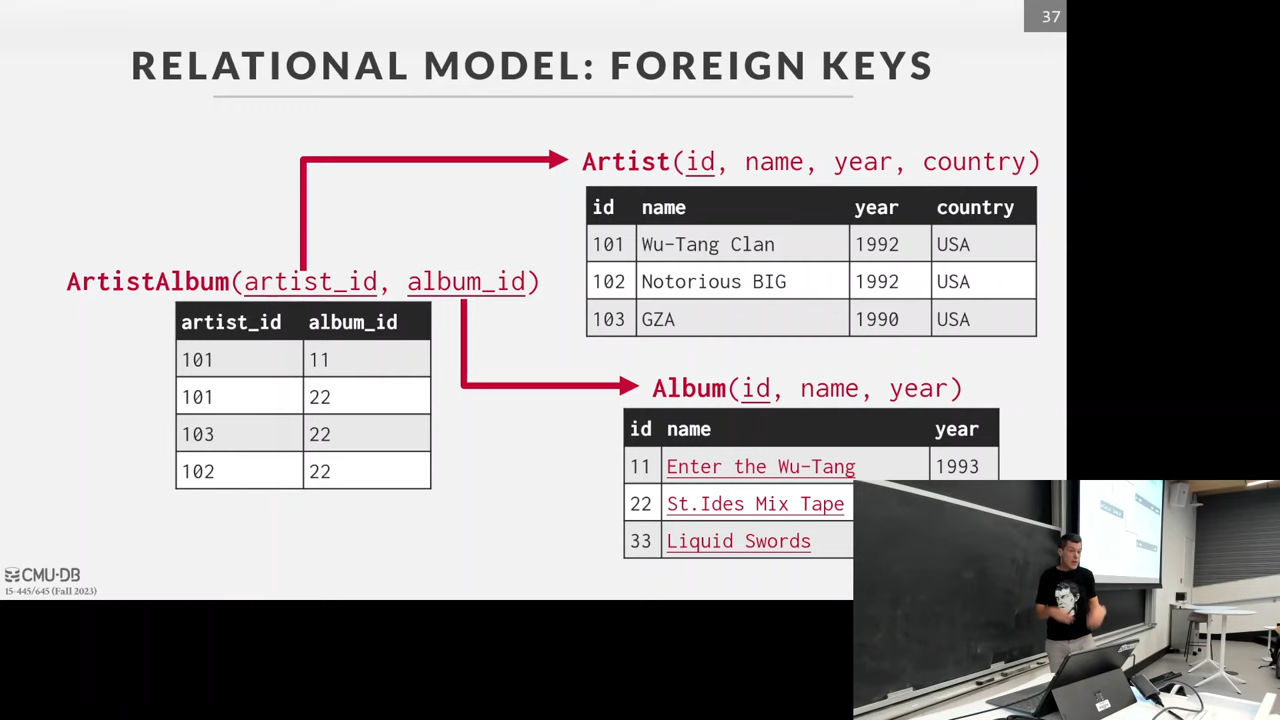 37
RELATIONAL MODEL: FOREIGN KEYS
Artist(id, name, year, country)
id name year country
101 Wu-Tang Clan 1992 USA
102 Notorious BIG 1992 USA
103 GZA 1990 USA
ArtistAlbum(artist_id, album_id)
artist_id album_id
101 11
101 22
103 22
102 22
Album(id, name, year)
id name year
11 Enter the Wu-Tang 1993
22 St.Ides Mix Tape
33 Liquid Swords
CMU·DB
15-445/645 (Fall 2023)